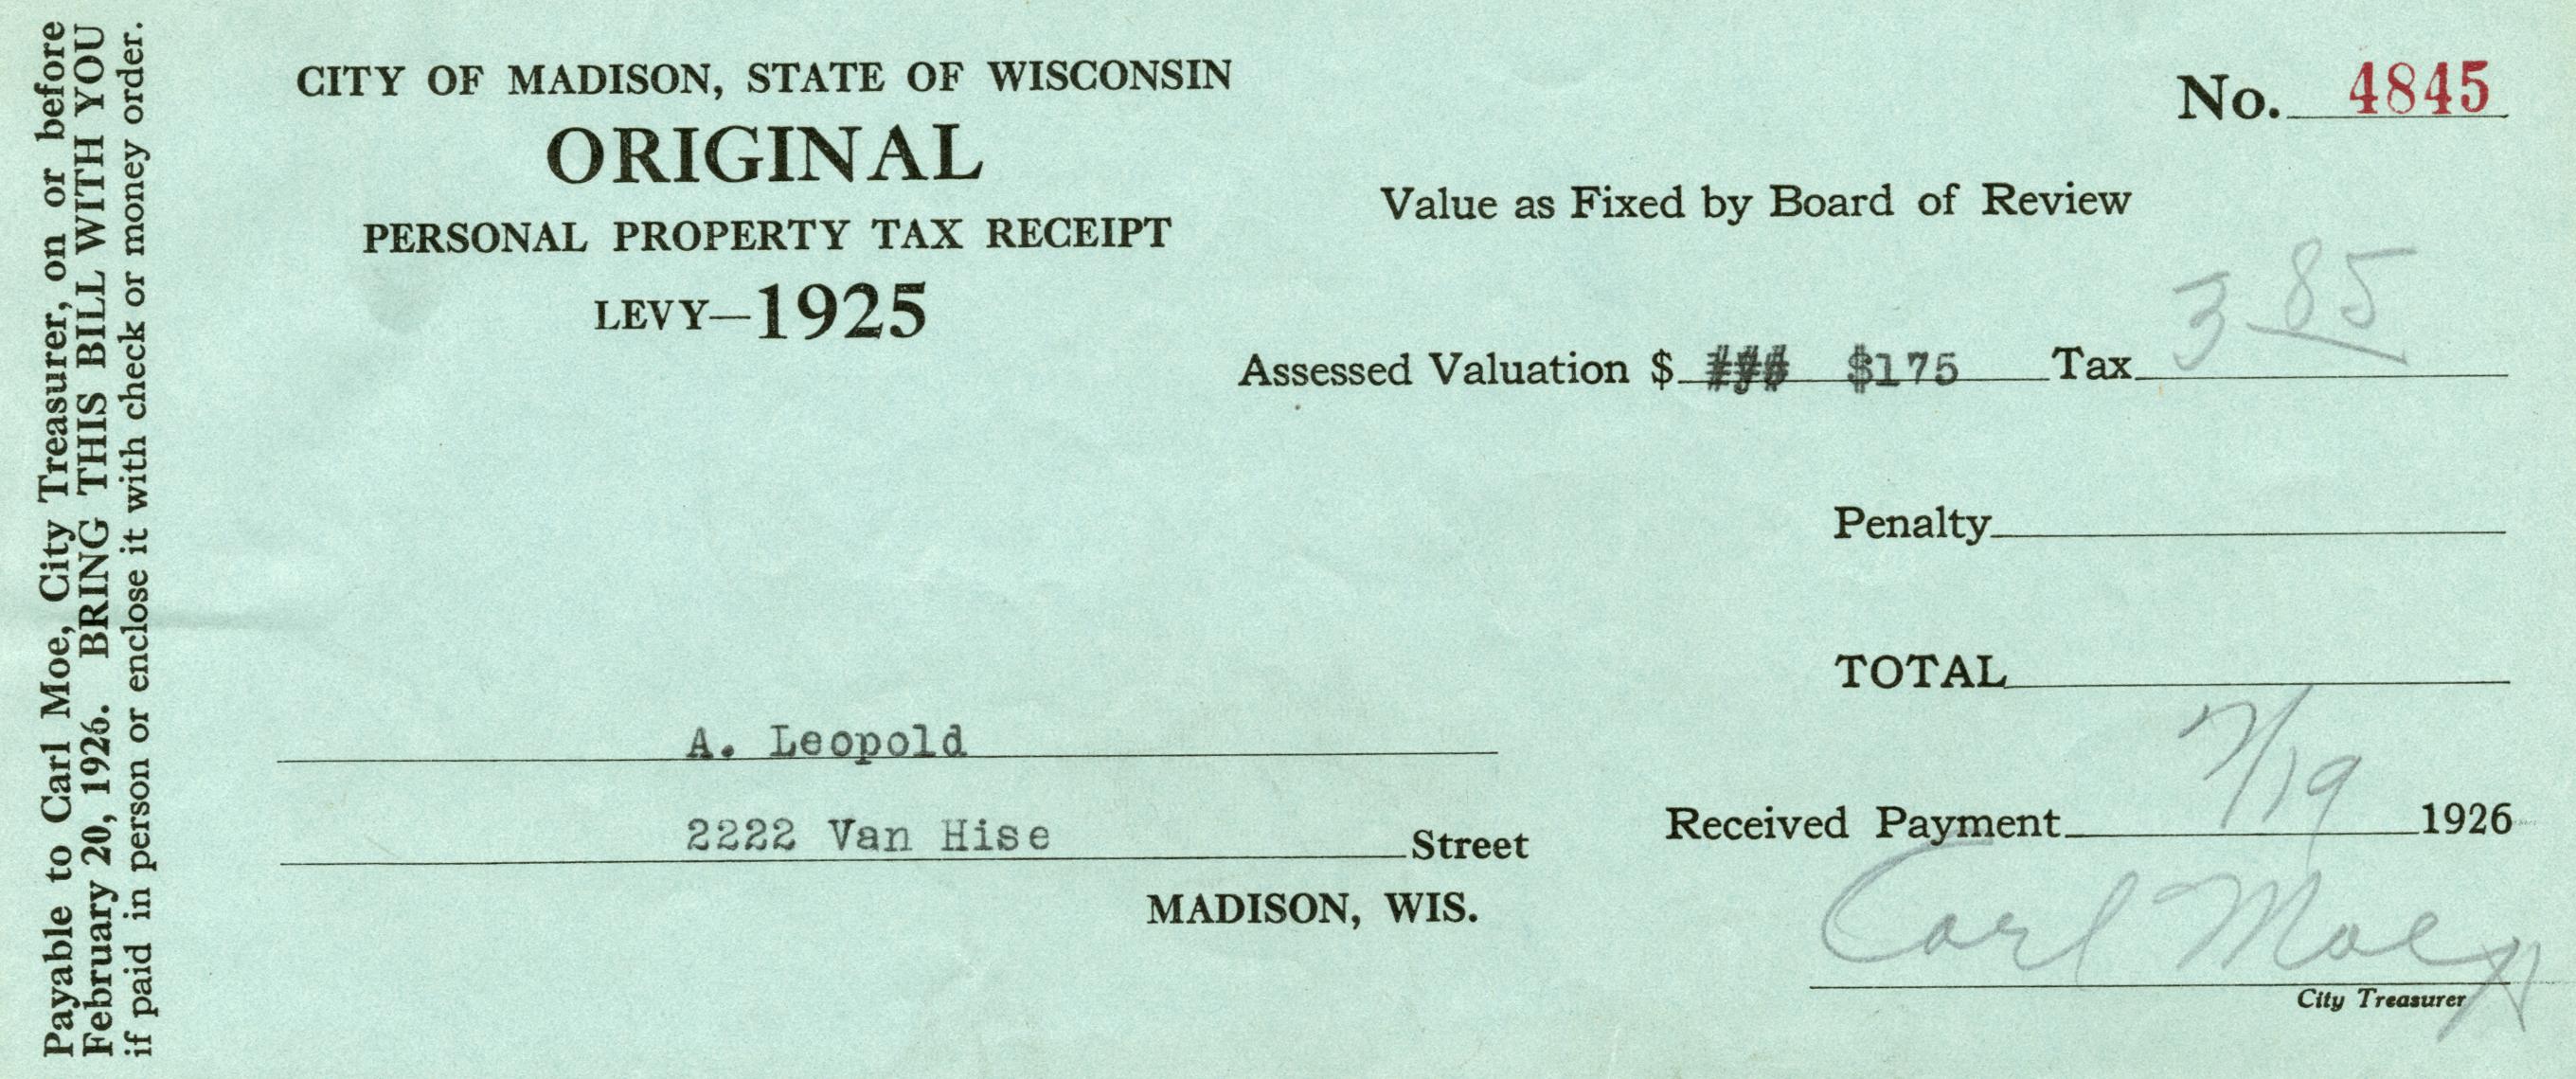 Payable to Carl Moe, City Treasurer, on or before
February 20, 1926. BRING THIS BILL WITH YOU
if paid in person or enclose it with check or money order.
CITY OF MADISON, STATE OF WISCONSIN
ORIGINAL
PERSONAL PROPERTY TAX RECEIPT
LEVY—1925
No. 4845
Value as Fixed by Board of Review
Assessed Valuation $ $175 Tax 3 85
Penalty
TOTAL
A. Leopold
2222 Van Hise Street
MADISON, WIS.
Received Payment /19 1926
Carl Moe
City Treasurer